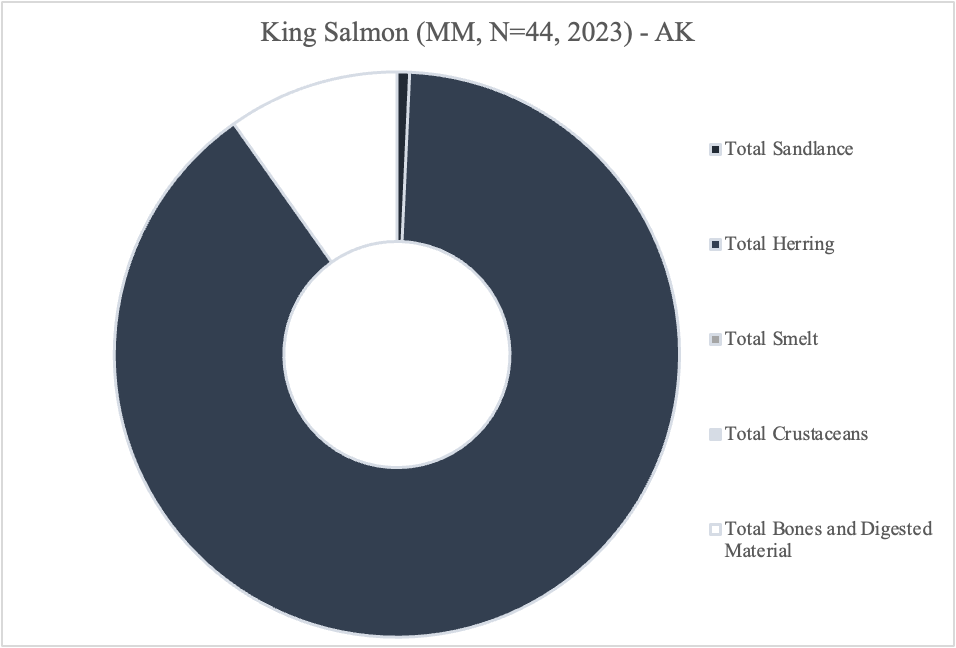 King Salmon (MM, N=44, 2023) - AK
Total Sandlance
Total Herring
Total Smelt
Total Crustaceans
Total Bones and Digested
Material